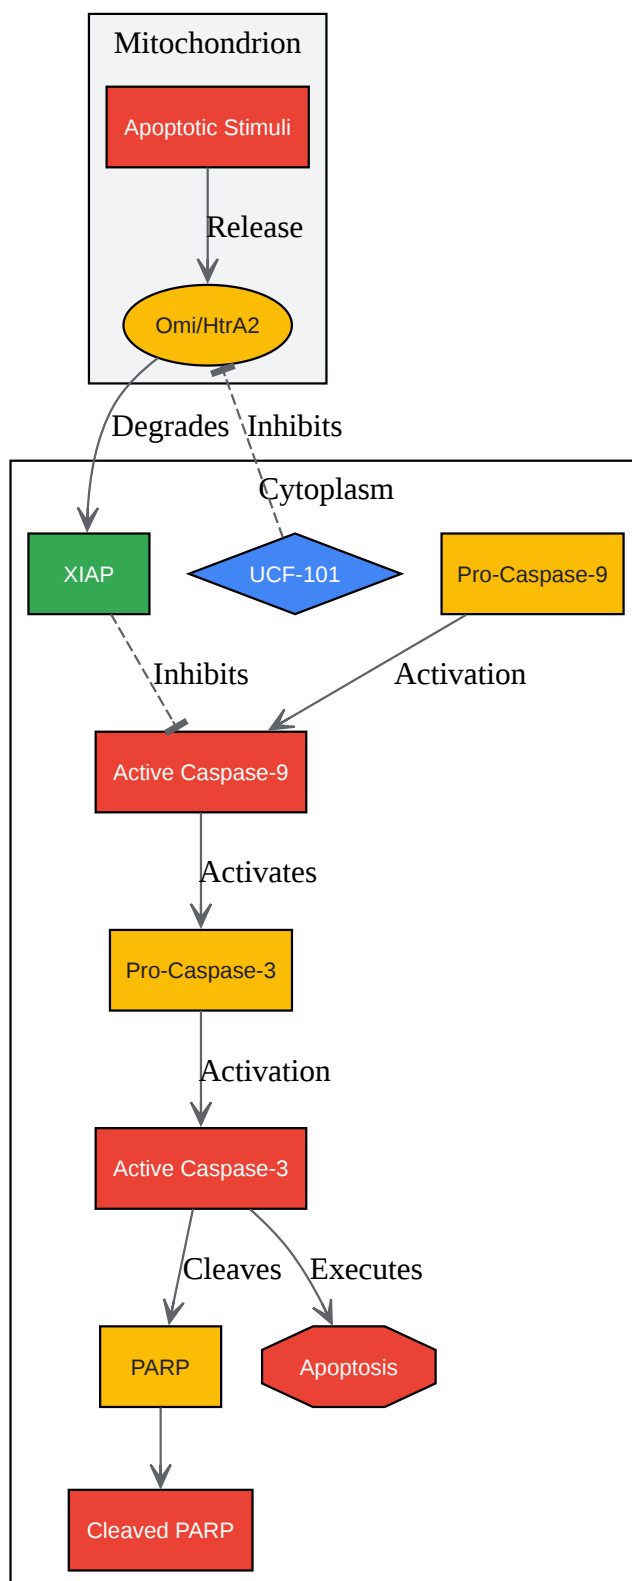 Mitochondrion
Apoptotic Stimuli
Release
Omi/HtrA2
Degrades
Inhibits
Cytoplasm
XIAP
UCF-101
Pro-Caspase-9
Inhibits
Activation
Active Caspase-9
Activates
Pro-Caspase-3
Activation
Active Caspase-3
Cleaves
Executes
PARP
Apoptosis
Cleaved PARP